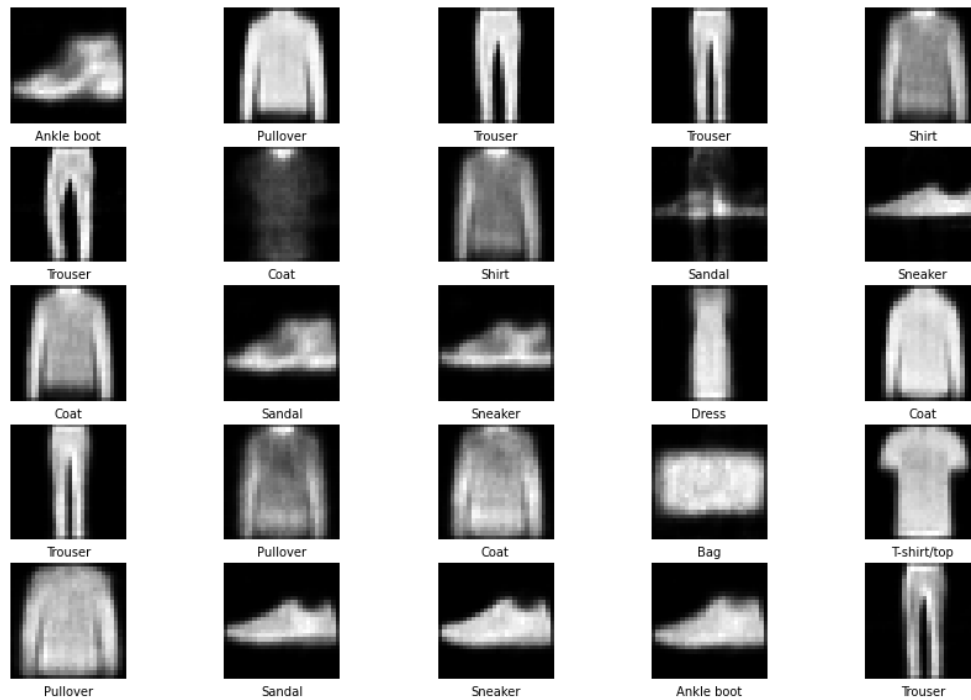 Ankle boot Pullover Trouser Trouser Shirt
Trouser Coat Shirt Sandal Sneaker
Coat Sandal Sneaker Dress Coat
Trouser Pullover Coat Bag T-shirt/top
Pullover Sandal Sneaker Ankle boot Trouser